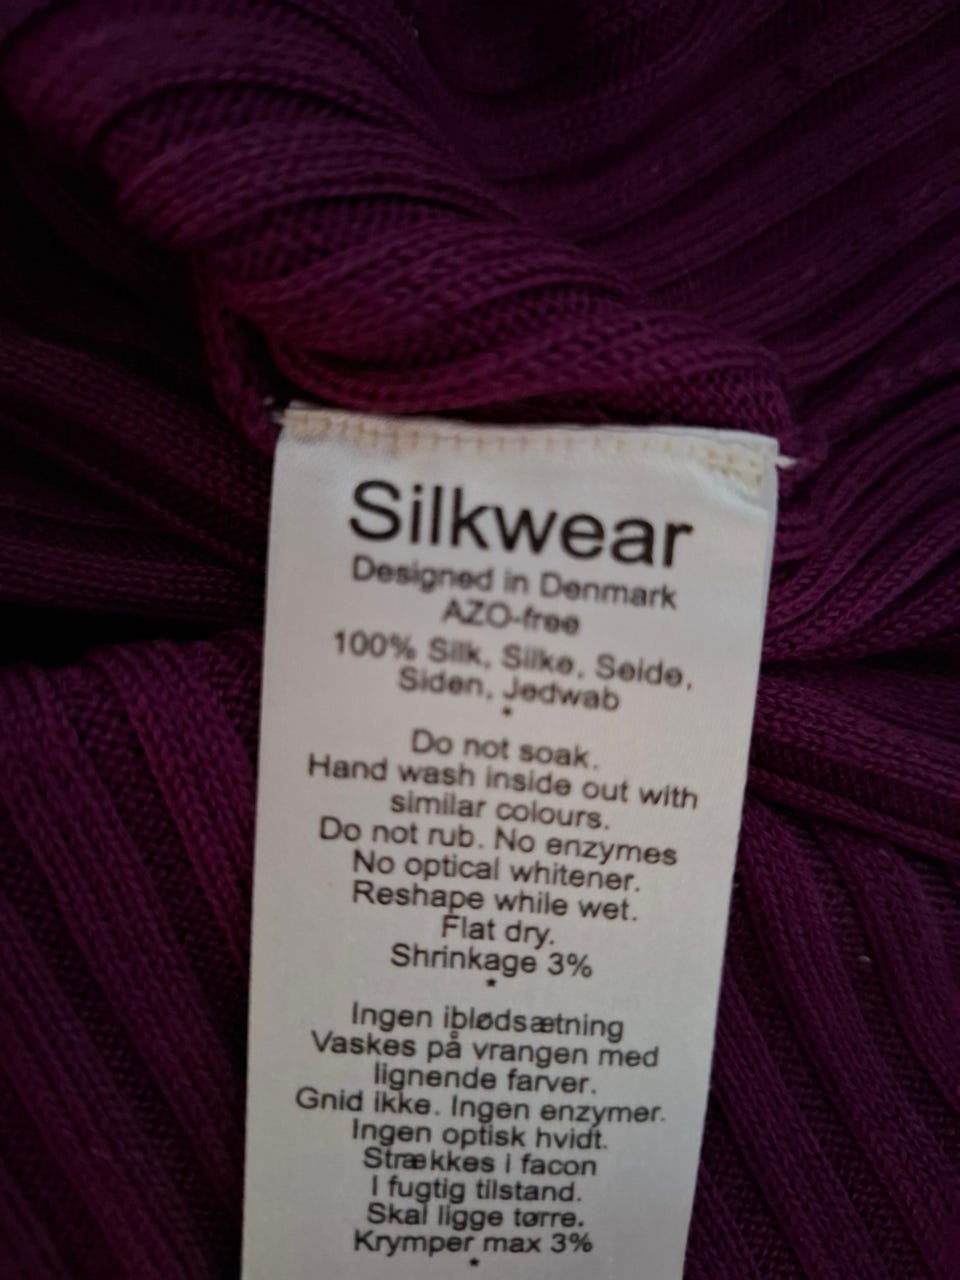 Silkwear
Designed in Denmark
AZO-free
100% Silk, Silke, Seide,
Siden, Jedwab
*
Do not soak.
Hand wash inside out with
similar colours.
Do not rub. No enzymes
No optical whitener.
Reshape while wet.
Flat dry.
Shrinkage 3%
*
Ingen iblødsætning
Vaskes på vrangen med
lignende farver.
Gnid ikke. Ingen enzymer.
Ingen optisk hvidt.
Strækkes i facon
I fugtig tilstand.
Skal ligge tørre.
Krymper max 3%
*